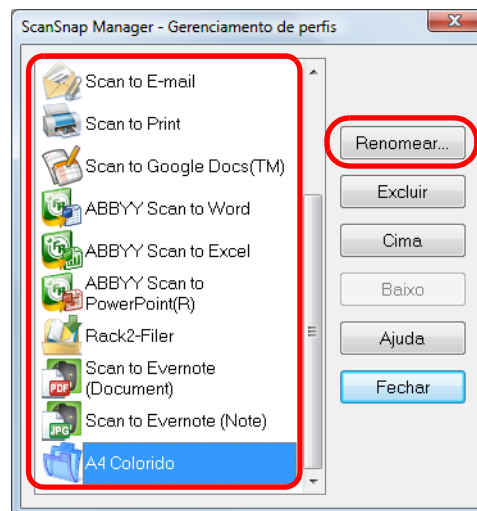 ScanSnap Manager - Gerenciamento de perfis
Scan to E-mail
Scan to Print
Scan to Google Docs(TM)
ABBYY Scan to Word
ABBYY Scan to Excel
ABBYY Scan to
PowerPoint(R)
Rack2-Filer
Scan to Evernote
(Document)
Scan to Evernote (Note)
A4 Colorido
Renomear...
Excluir
Cima
Baixo
Ajuda
Fechar
PDF
JPG